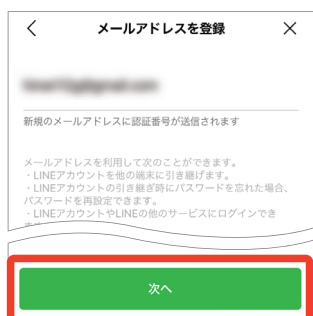 メールアドレスを登録
新規のメールアドレスに認証番号が送信されます
メールアドレスを利用して次のことができます。
・LINEアカウントを他の端末に引き継げます。
・LINEアカウントの引き継ぎ時にパスワードを忘れた場合、
パスワードを再設定できます。
・LINEアカウントやLINEの他のサービスにログインでき
次へ